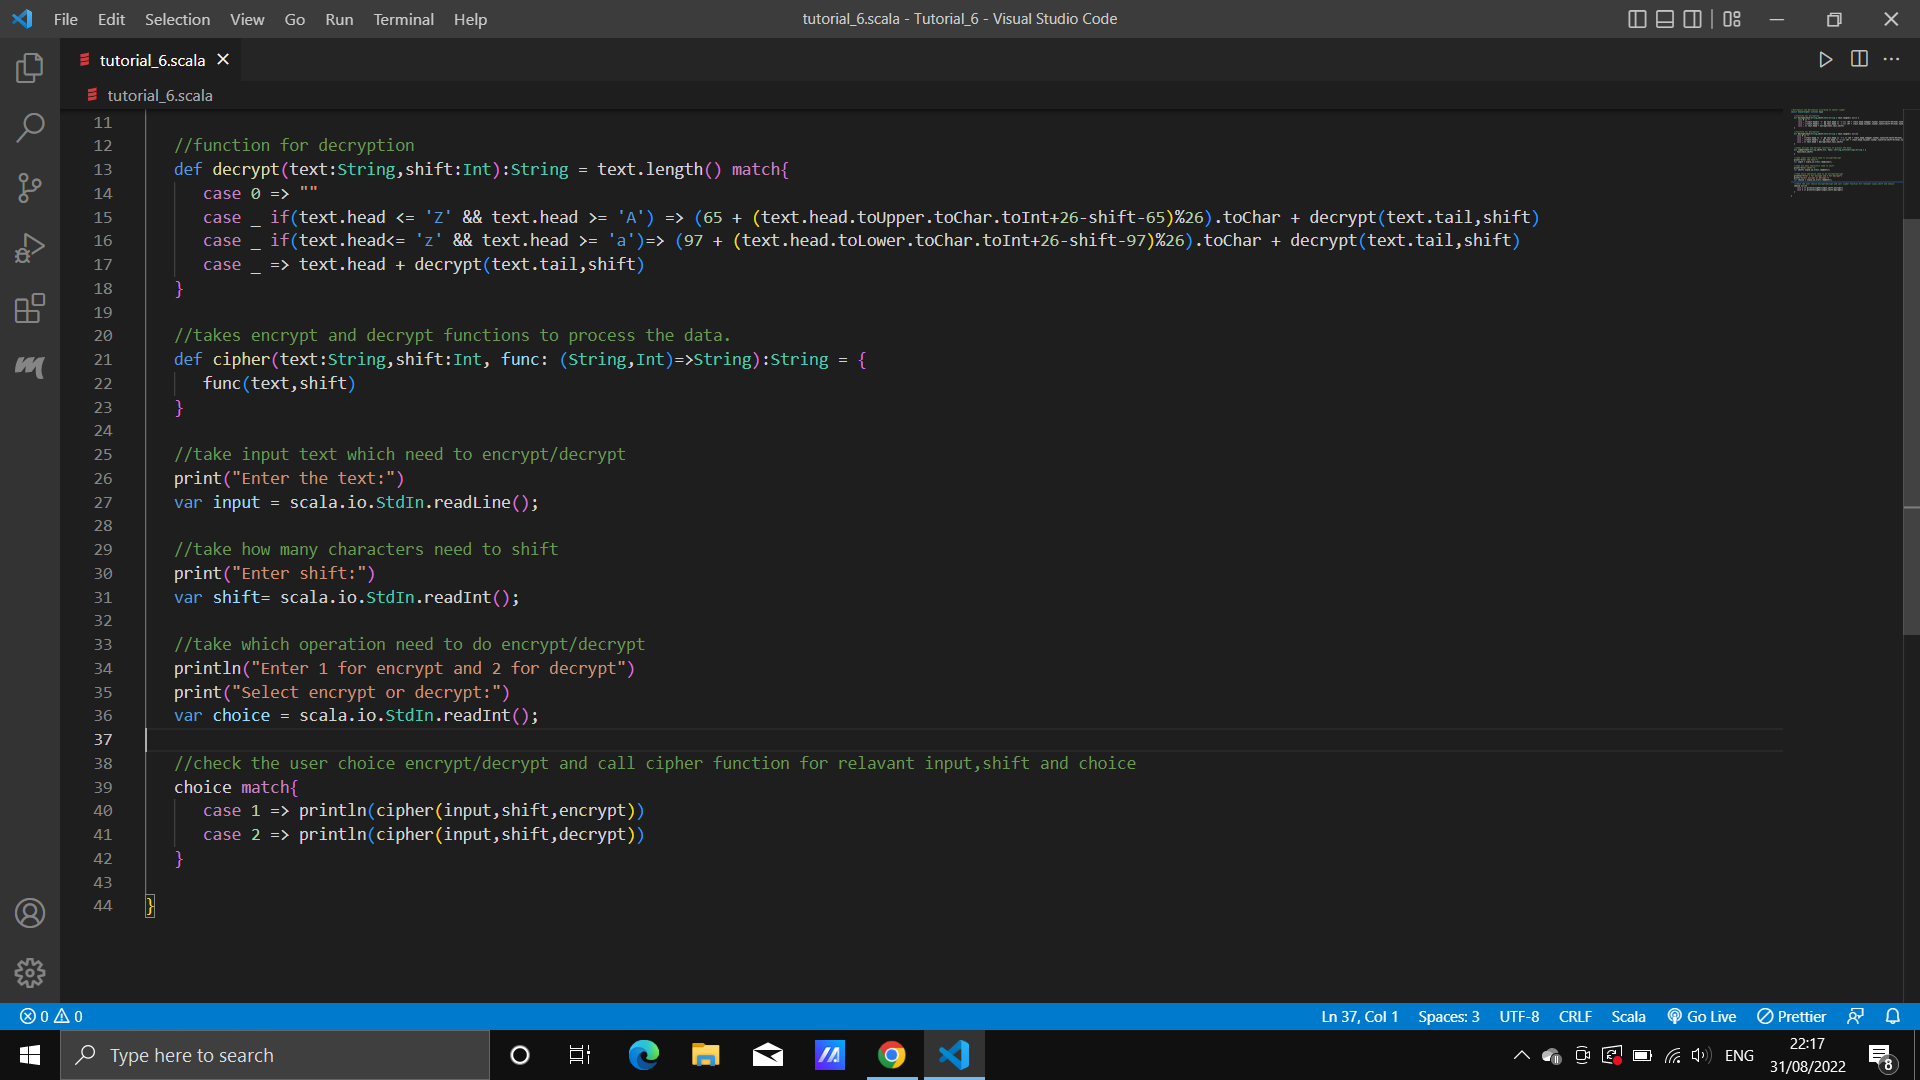 File Edit Selection View Go Run Terminal Help
tutorial_6.scala - Tutorial_6 - Visual Studio Code
tutorial_6.scala
tutorial_6.scala
11
12 //function for decryption
13 def decrypt(text:String,shift:Int):String = text.length() match{
14 case 0 => ""
15 case _ if(text.head <= 'Z' && text.head >= 'A') => (65 + (text.head.toUpper.toChar.toInt+26-shift-65)%26).toChar + decrypt(text.tail,shift)
16 case _ if(text.head<= 'z' && text.head >= 'a')=> (97 + (text.head.toLower.toChar.toInt+26-shift-97)%26).toChar + decrypt(text.tail,shift)
17 case _ => text.head + decrypt(text.tail,shift)
18 }
19
20 //takes encrypt and decrypt functions to process the data.
21 def cipher(text:String,shift:Int, func: (String,Int)=>String):String = {
22 func(text,shift)
23 }
24
25 //take input text which need to encrypt/decrypt
26 print("Enter the text:")
27 var input = scala.io.StdIn.readLine();
28
29 //take how many characters need to shift
30 print("Enter shift:")
31 var shift= scala.io.StdIn.readInt();
32
33 //take which operation need to do encrypt/decrypt
34 println("Enter 1 for encrypt and 2 for decrypt")
35 print("Select encrypt or decrypt:")
36 var choice = scala.io.StdIn.readInt();
37
38 //check the user choice encrypt/decrypt and call cipher function for relavant input,shift and choice
39 choice match{
40 case 1 => println(cipher(input,shift,encrypt))
41 case 2 => println(cipher(input,shift,decrypt))
42 }
43
44 }
0 0
Ln 37, Col 1 Spaces: 3 UTF-8 CRLF Scala Go Live Prettier
Type here to search
ENG
22:17
31/08/2022
8